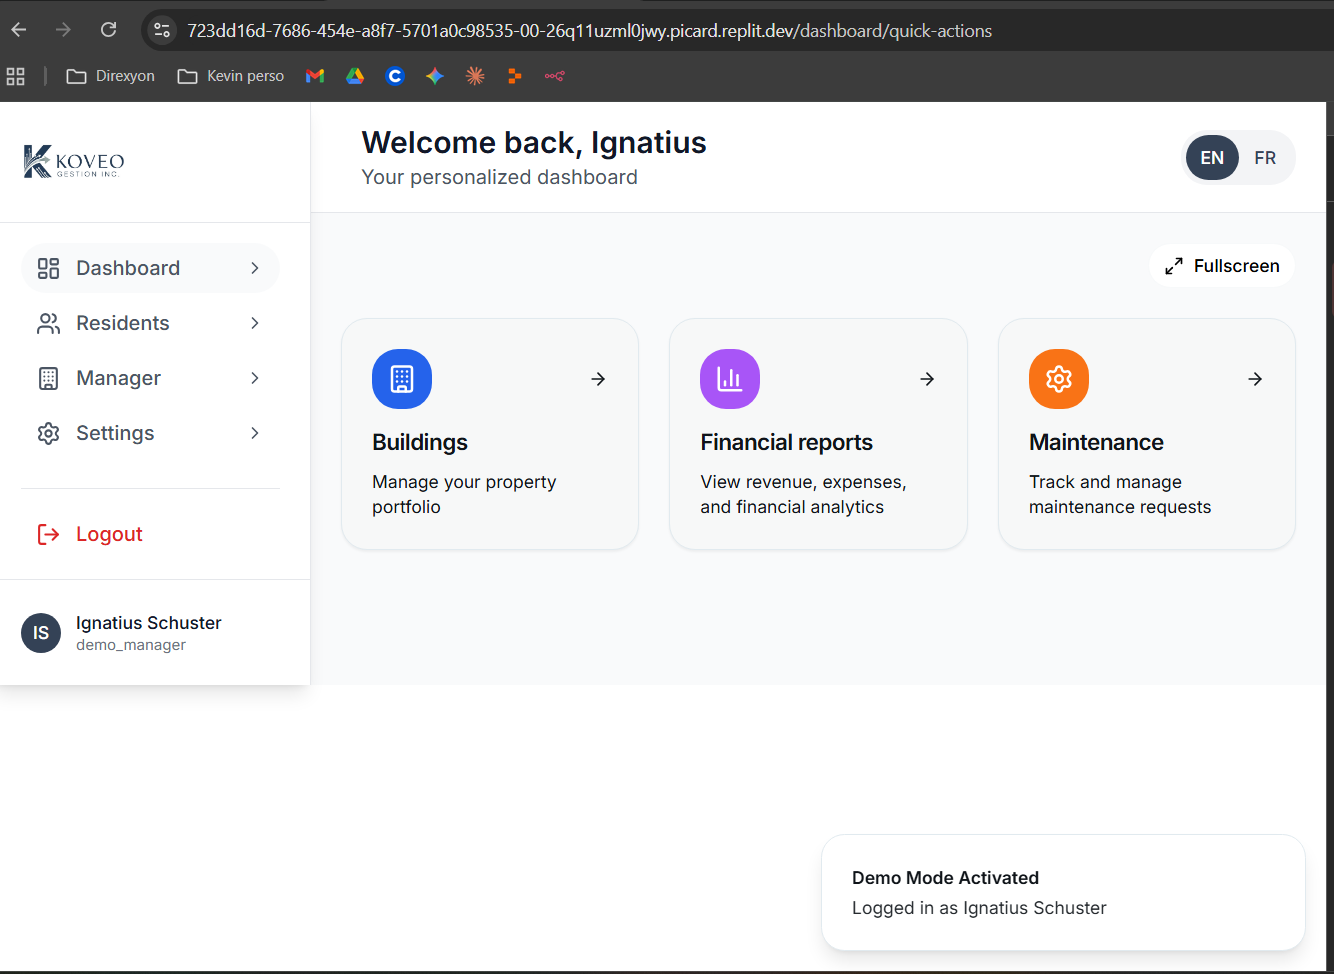 723dd16d-7686-454e-a8f7-5701a0c98535-00-26q11uzml0jwy.picard.replit.dev/dashboard/quick-actions
Direxyon
Kevin perso
KOVEO
GESTION INC.
Welcome back, Ignatius
Your personalized dashboard
EN
FR
Dashboard
Residents
Manager
Settings
Logout
IS
Ignatius Schuster
demo_manager
Fullscreen
Buildings
Manage your property
portfolio
Financial reports
View revenue, expenses,
and financial analytics
Maintenance
Track and manage
maintenance requests
Demo Mode Activated
Logged in as Ignatius Schuster